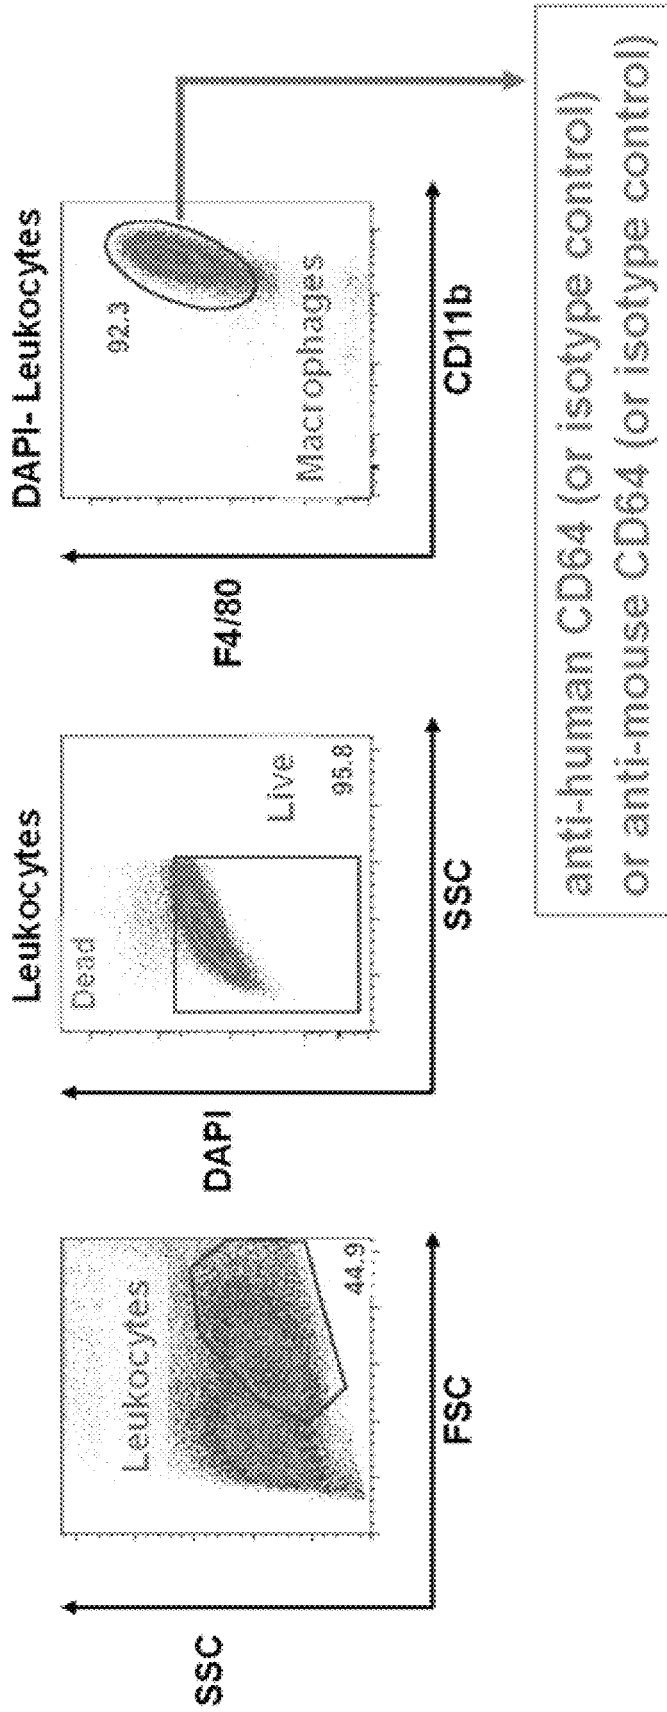 Leukocytes
44.9
SSC
FSC
Leukocytes
Dead
Live
95.8
DAPI
SSC
DAPI- Leukocytes
92.3
Macrophages
F4/80
CD11b
anti-human CD64 (or isotype control)
or anti-mouse CD64 (or isotype control)